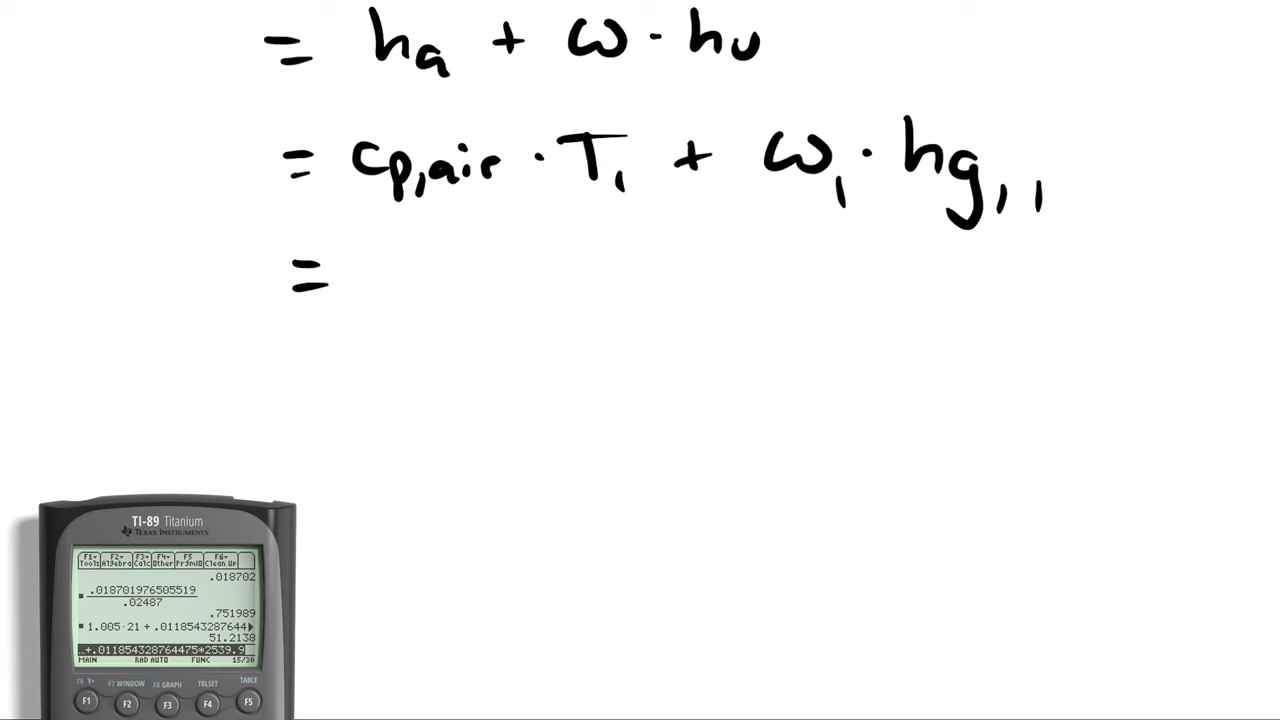 = ha + ω · hv
= cp,air · T1 + ω1 · hg,1
=
TI-89 Titanium
TEXAS INSTRUMENTS
F1 F2 F3 F4 F5 F6
Tools Algebra Calc Other PrgmIO Clean Up
.018702
.018701976505519
.02487
.751989
1.005·21 + .0118543287644
51.2138
…+.011854328764475*2539.9
MAIN RAD AUTO FUNC 15/30
F6 Y= F7 WINDOW F8 GRAPH TBLSET TABLE
F1 F2 F3 F4 F5